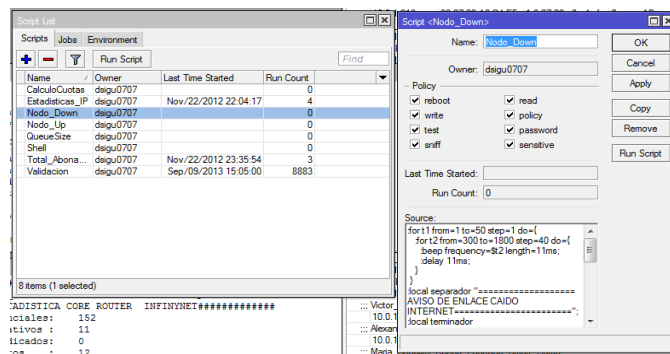 Script List
Scripts Jobs Environment
Run Script
Find
Name / Owner Last Time Started Run Count
CalculoCuotas dsigu0707 0
Estadisticas_IP dsigu0707 Nov/22/2012 22:04:17 4
Nodo_Down dsigu0707 0
Nodo_Up dsigu0707 0
QueueSize dsigu0707 0
Shell dsigu0707 0
Total_Abona... dsigu0707 Nov/22/2012 23:35:54 3
Validacion dsigu0707 Sep/09/2013 15:05:00 8883
8 items (1 selected)
Script <Nodo_Down>
Name: Nodo_Down
Owner: dsigu0707
Policy
reboot read
write policy
test password
sniff sensitive
Last Time Started:
Run Count: 0
Source:
:for t1 from=1 to=50 step=1 do={
:for t2 from=300 to=1800 step=40 do={
:beep frequency=$t2 length=11ms;
:delay 11ms;
}
}
:local separador "===================
AVISO DE ENLACE CAIDO
INTERNET=======================";
:local terminador
OK
Cancel
Apply
Copy
Remove
Run Script
TADISTICA CORE ROUTER INFINYNET#############
nciales: 152
ativos : 11
dicados: 0
12
::: Victor_
10.0.1
::: Alexan
10.0.1
::: Maria